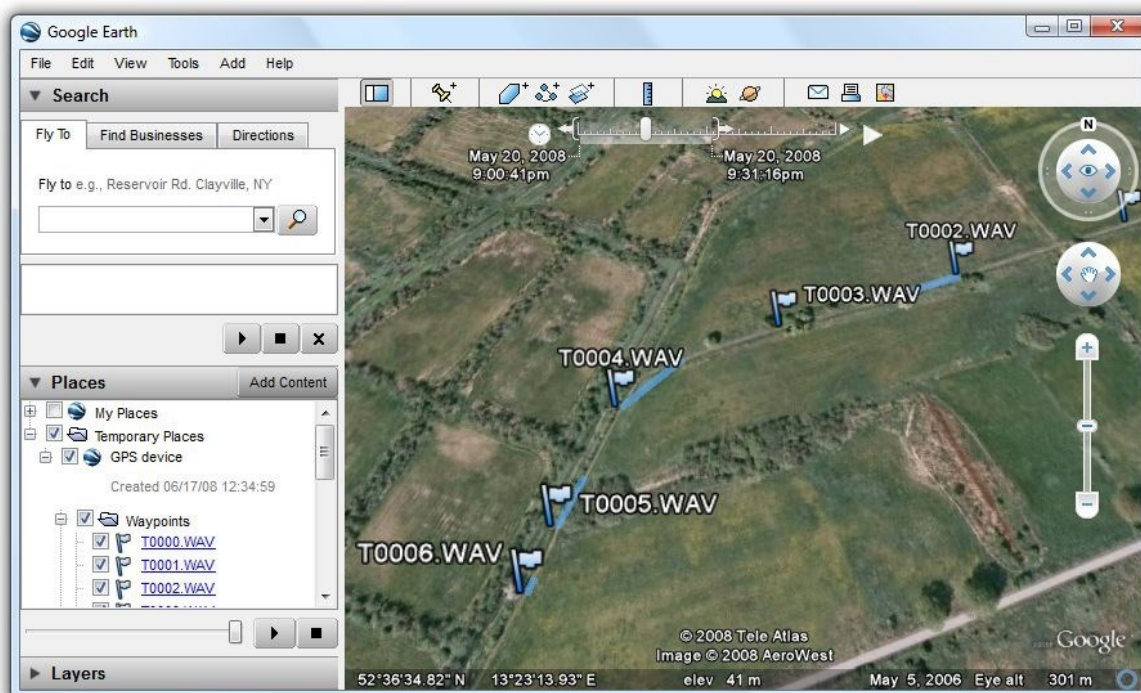 Google Earth
File Edit View Tools Add Help
Search
Fly To Find Businesses Directions
Fly to e.g., Reservoir Rd. Clayville, NY
Places Add Content
My Places
Temporary Places
GPS device
Created 06/17/08 12:34:59
Waypoints
T0000.WAV
T0001.WAV
T0002.WAV
Layers
May 20, 2008 May 20, 2008
9:00:41pm 9:31:16pm
N
T0002.WAV
T0003.WAV
T0004.WAV
T0005.WAV
T0006.WAV
© 2008 Tele Atlas
Image © 2008 AeroWest
Google
52°36'34.82" N 13°23'13.93" E elev 41 m May 5, 2006 Eye alt 301 m